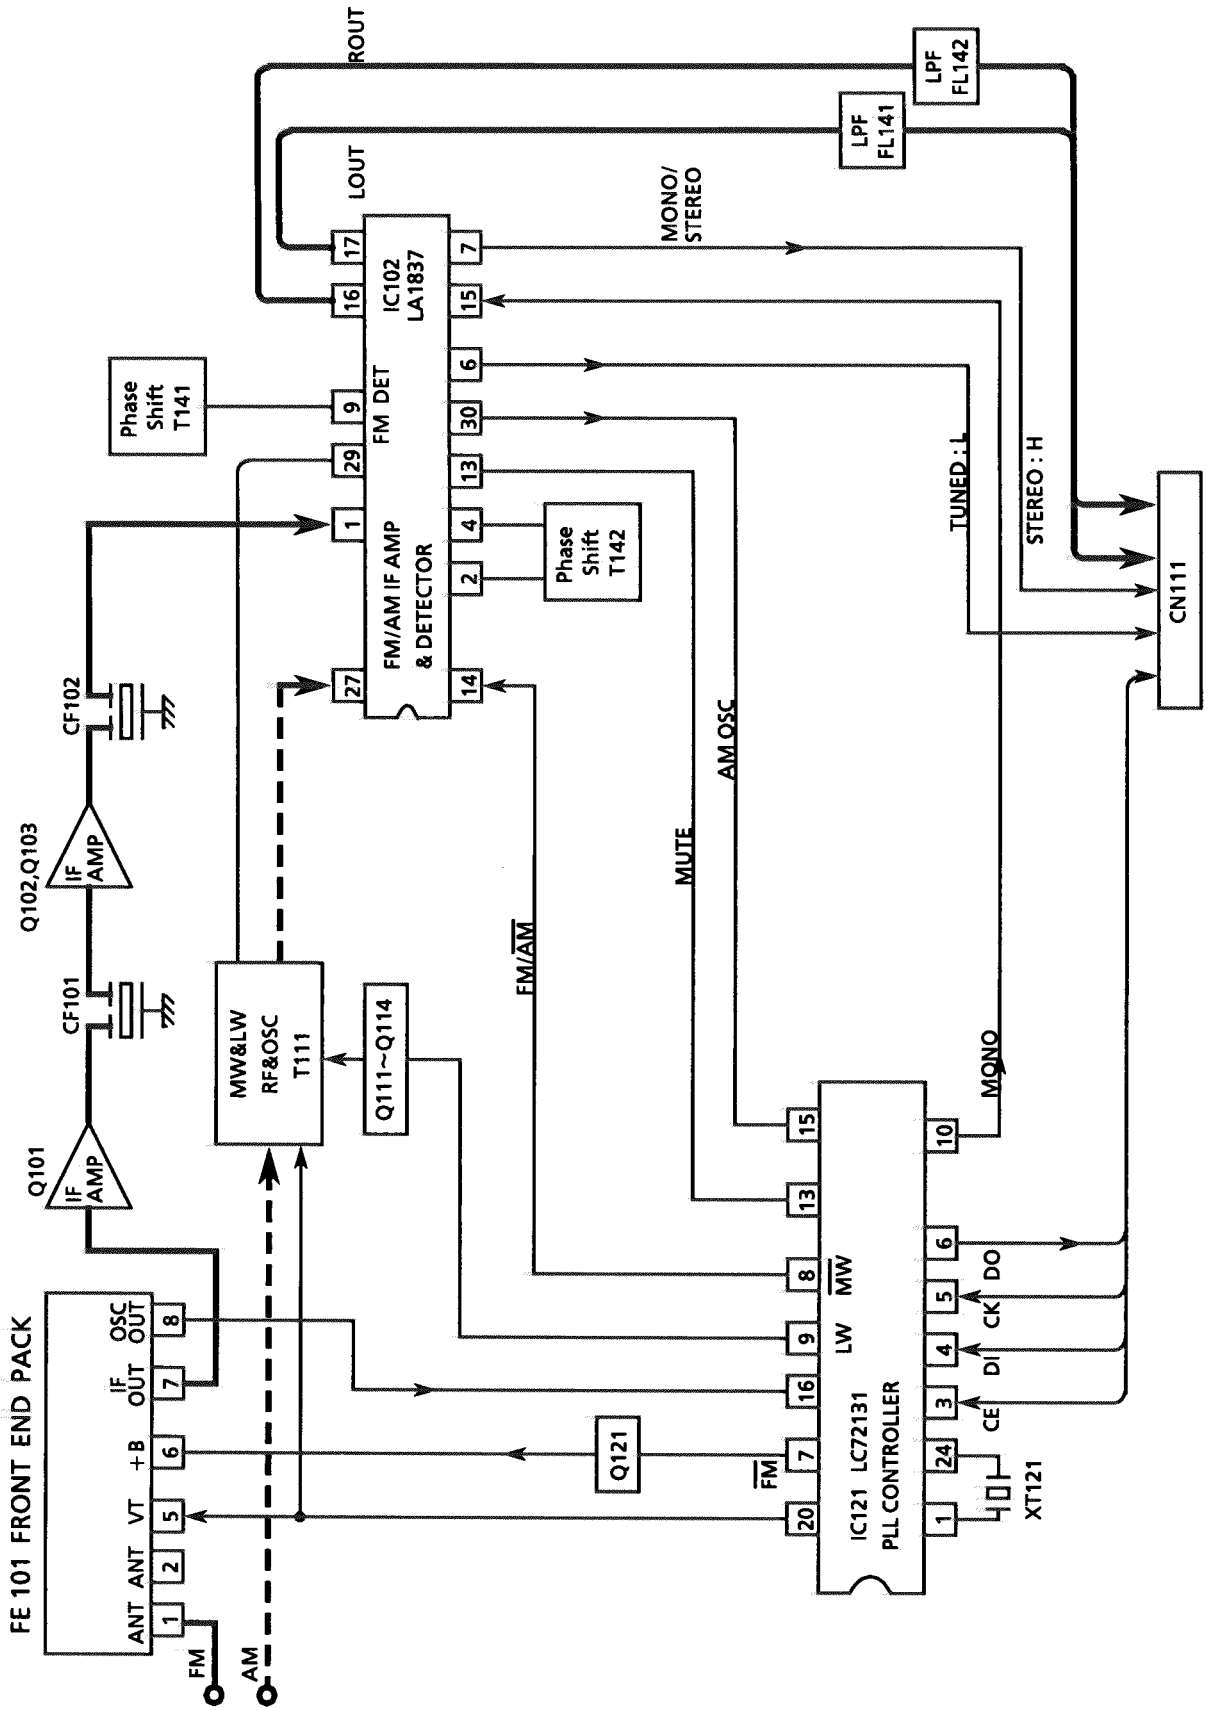 FE 101 FRONT END PACK
ANT
ANT
VT
+B
IF
OUT
OSC
OUT
1
2
5
6
7
8
FM
AM
Q101
IF
AMP
CF101
Q102,Q103
IF
AMP
CF102
MW&LW
RF&OSC
T111
Q111~Q114
Phase
Shift
T141
27
1
29
9
16
17
FM/AM IF AMP
& DETECTOR
FM DET
IC102
LA1837
14
2
4
13
30
6
15
7
Phase
Shift
T142
LOUT
ROUT
LPF
FL141
LPF
FL142
MONO/
STEREO
FM/AM
MUTE
AM OSC
TUNED : L
STEREO : H
MONO
Q121
FM
LW
MW
20
7
16
9
8
13
15
IC121 LC72131
PLL CONTROLLER
1
24
3
4
5
6
10
CE
DI
CK
DO
XT121
CN111